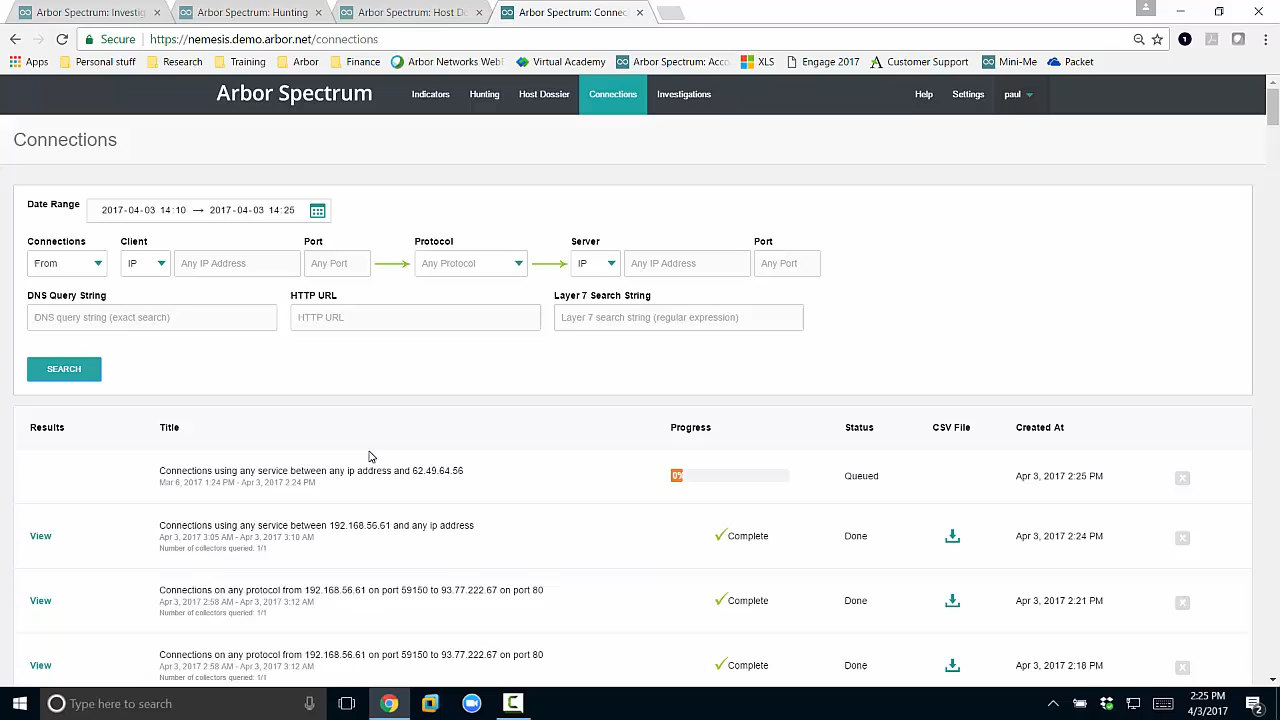 Arbor Spectrum: Investig
Arbor Spectrum: Hunting
Arbor Spectrum: Host Do
Arbor Spectrum: Connec
Secure
https://nemesis.demo.arbor.net/connections
1
Apps
Personal stuff
Research
Training
Arbor
Finance
Arbor Networks WebE
Virtual Academy
Arbor Spectrum: Acco
XLS
Engage 2017
Customer Support
Mini-Me
Packet
Arbor Spectrum
Indicators
Hunting
Host Dossier
Connections
Investigations
Help
Settings
paul
Connections
Date Range
2017-04-03 14:10 → 2017-04-03 14:25
Connections
Client
Port
Protocol
Server
Port
From
IP
Any IP Address
Any Port
Any Protocol
IP
Any IP Address
Any Port
DNS Query String
HTTP URL
Layer 7 Search String
DNS query string (exact search)
HTTP URL
Layer 7 search string (regular expression)
SEARCH
Results
Title
Progress
Status
CSV File
Created At
Connections using any service between any ip address and 62.49.64.56
Mar 6, 2017 1:24 PM - Apr 3, 2017 2:24 PM
0%
Queued
Apr 3, 2017 2:25 PM
View
Connections using any service between 192.168.56.61 and any ip address
Apr 3, 2017 3:05 AM - Apr 3, 2017 3:10 AM
Number of collectors queried: 1/1
Complete
Done
Apr 3, 2017 2:24 PM
View
Connections on any protocol from 192.168.56.61 on port 59150 to 93.77.222.67 on port 80
Apr 3, 2017 2:58 AM - Apr 3, 2017 3:12 AM
Number of collectors queried: 1/1
Complete
Done
Apr 3, 2017 2:21 PM
View
Connections on any protocol from 192.168.56.61 on port 59150 to 93.77.222.67 on port 80
Apr 3, 2017 2:58 AM - Apr 3, 2017 3:12 AM
Number of collectors queried: 1/1
Complete
Done
Apr 3, 2017 2:18 PM
Type here to search
2:25 PM
4/3/2017
2